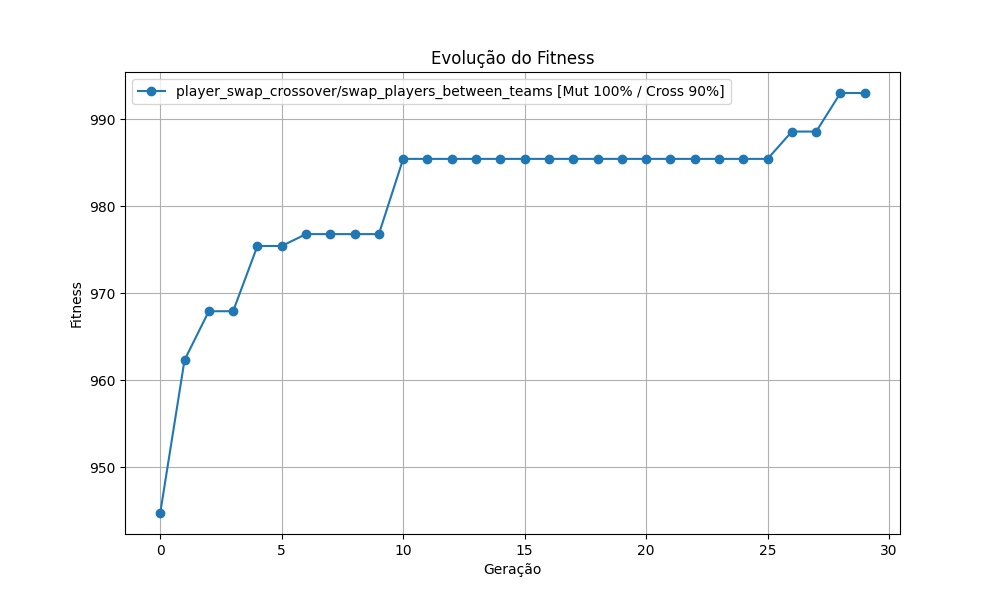 Evolução do Fitness
player_swap_crossover/swap_players_between_teams [Mut 100% / Cross 90%]
990
980
970
960
950
Fitness
0 5 10 15 20 25 30
Geração